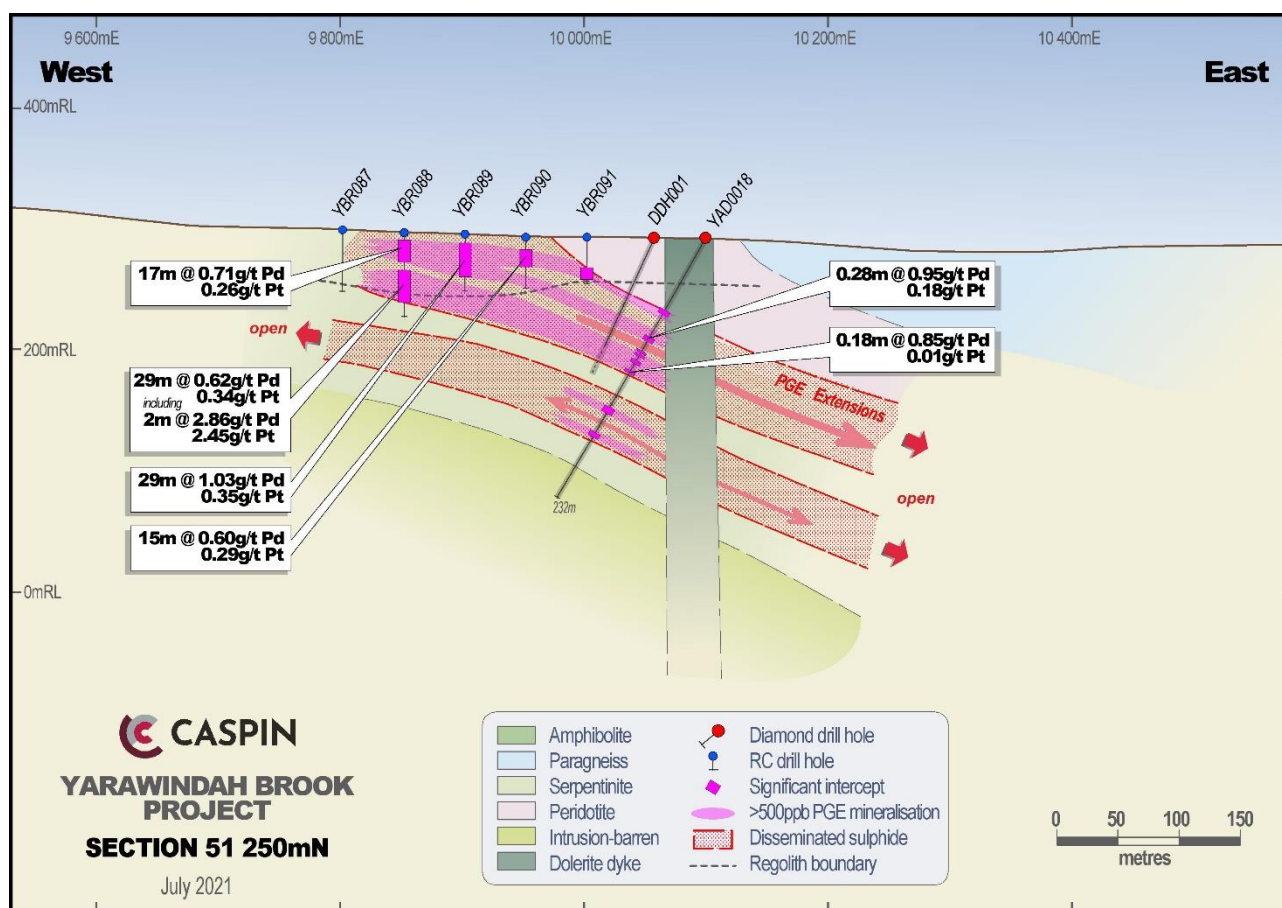 9 600mE
9 800mE
10 000mE
10 200mE
10 400mE
West
East
400mRL
YBR087
YBR088
YBR089
YBR090
YBR091
DDH001
YAD0018
17m @ 0.71g/t Pd
0.26g/t Pt
0.28m @ 0.95g/t Pd
0.18g/t Pt
open
0.18m @ 0.85g/t Pd
0.01g/t Pt
200mRL
29m @ 0.62g/t Pd
0.34g/t Pt
including
2m @ 2.86g/t Pd
2.45g/t Pt
PGE Extensions
29m @ 1.03g/t Pd
0.35g/t Pt
open
232m
15m @ 0.60g/t Pd
0.29g/t Pt
0mRL
CASPIN
YARAWINDAH BROOK
PROJECT
SECTION 51 250mN
July 2021
Amphibolite
Paragneiss
Serpentinite
Peridotite
Intrusion-barren
Dolerite dyke
Diamond drill hole
RC drill hole
Significant intercept
>500ppb PGE mineralisation
Disseminated sulphide
Regolith boundary
0 50 100 150
metres